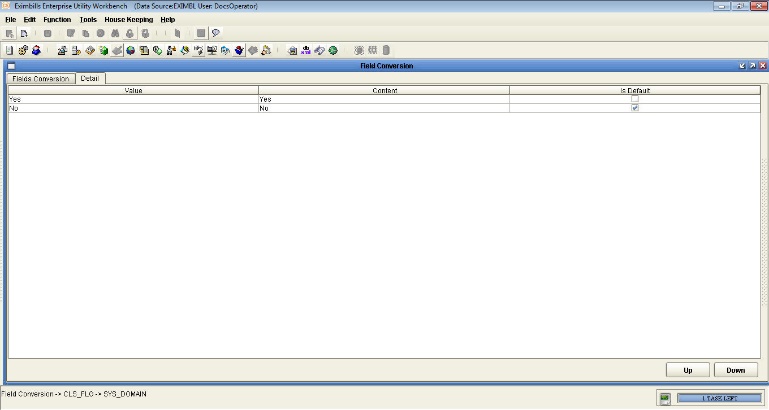 Eximbills Enterprise Utility Workbench (Data Source:EXIMBL User: DocsOperator)
File Edit Function Tools House Keeping Help
Field Conversion
Fields Conversion Detail
Value Content Is Default
Yes Yes
No No
Up Down
Field Conversion -> CLS_FLG -> SYS_DOMAIN
1 TASK LEFT